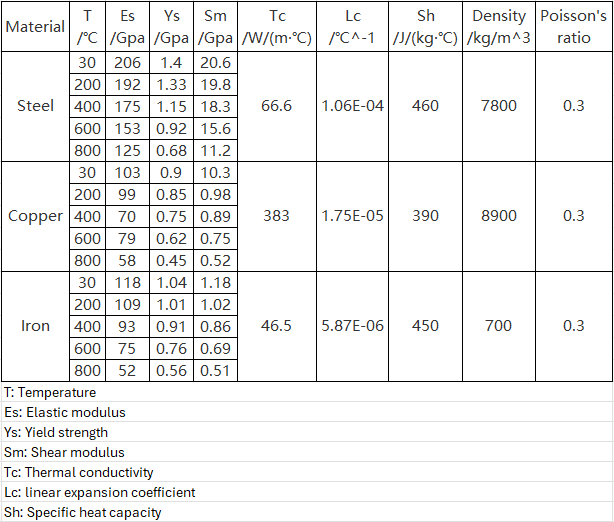 Material T /℃ Es /Gpa Ys /Gpa Sm /Gpa Tc /W/(m·℃) Lc /℃^-1 Sh /J/(kg·℃) Density /kg/m^3 Poisson's ratio
Steel 30 206 1.4 20.6 66.6 1.06E-04 460 7800 0.3
200 192 1.33 19.8
400 175 1.15 18.3
600 153 0.92 15.6
800 125 0.68 11.2
Copper 30 103 0.9 10.3 383 1.75E-05 390 8900 0.3
200 99 0.85 0.98
400 70 0.75 0.89
600 79 0.62 0.75
800 58 0.45 0.52
Iron 30 118 1.04 1.18 46.5 5.87E-06 450 700 0.3
200 109 1.01 1.02
400 93 0.91 0.86
600 75 0.76 0.69
800 52 0.56 0.51
T: Temperature
Es: Elastic modulus
Ys: Yield strength
Sm: Shear modulus
Tc: Thermal conductivity
Lc: linear expansion coefficient
Sh: Specific heat capacity